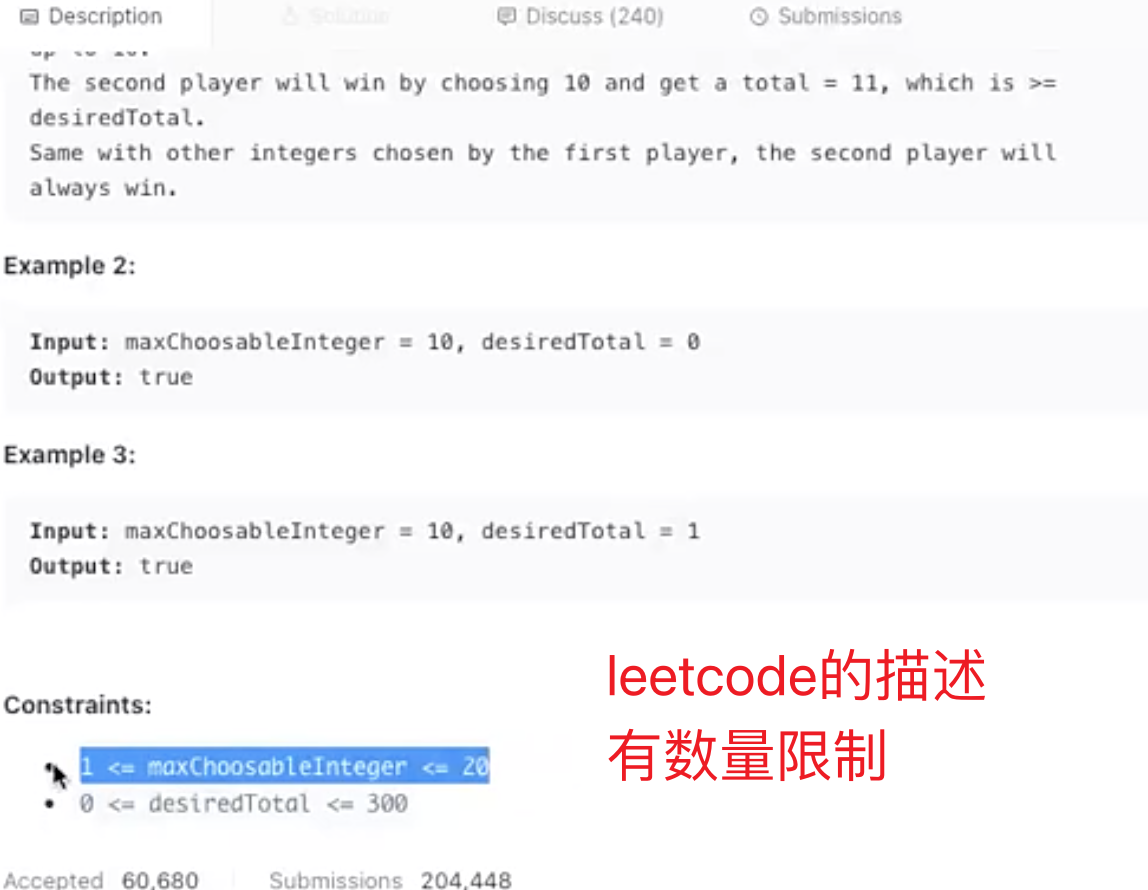 Description Solution Discuss (240) Submissions
up to 10.
The second player will win by choosing 10 and get a total = 11, which is >=
desiredTotal.
Same with other integers chosen by the first player, the second player will
always win.
Example 2:
Input: maxChoosableInteger = 10, desiredTotal = 0
Output: true
Example 3:
Input: maxChoosableInteger = 10, desiredTotal = 1
Output: true
leetcode的描述
有数量限制
Constraints:
• 1 <= maxChoosableInteger <= 20
• 0 <= desiredTotal <= 300
Accepted 60,680 Submissions 204,448